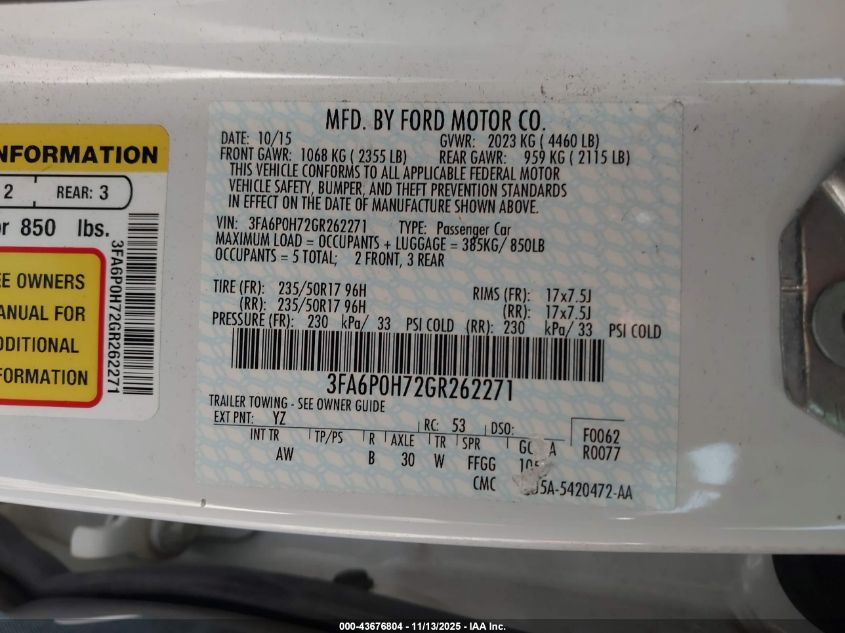 NFORMATION
2 REAR: 3
or 850 lbs.
EE OWNERS
ANUAL FOR
DDITIONAL
FORMATION
3FA6P0H72GR262271
MFD. BY FORD MOTOR CO.
DATE: 10/15 GVWR: 2023 KG ( 4460 LB)
FRONT GAWR: 1068 KG ( 2355 LB) REAR GAWR: 959 KG ( 2115 LB)
THIS VEHICLE CONFORMS TO ALL APPLICABLE FEDERAL MOTOR
VEHICLE SAFETY, BUMPER, AND THEFT PREVENTION STANDARDS
IN EFFECT ON THE DATE OF MANUFACTURE SHOWN ABOVE.
VIN: 3FA6P0H72GR262271 TYPE: Passenger Car
MAXIMUM LOAD = OCCUPANTS + LUGGAGE = 385KG/ 850LB
OCCUPANTS = 5 TOTAL; 2 FRONT, 3 REAR
TIRE (FR): 235/50R17 96H RIMS (FR): 17x7.5J
(RR): 235/50R17 96H (RR): 17x7.5J
PRESSURE (FR): 230 kPa/ 33 PSI COLD (RR): 230 kPa/ 33 PSI COLD
3FA6P0H72GR262271
TRAILER TOWING - SEE OWNER GUIDE
EXT PNT: YZ RC: 53 DSO: F0062
INT TR TP/PS R AXLE TR SPR R0077
AW B 30 W FFGG
CMC 5A-5420472-AA
000-43676804 - 11/13/2025 - IAA Inc.